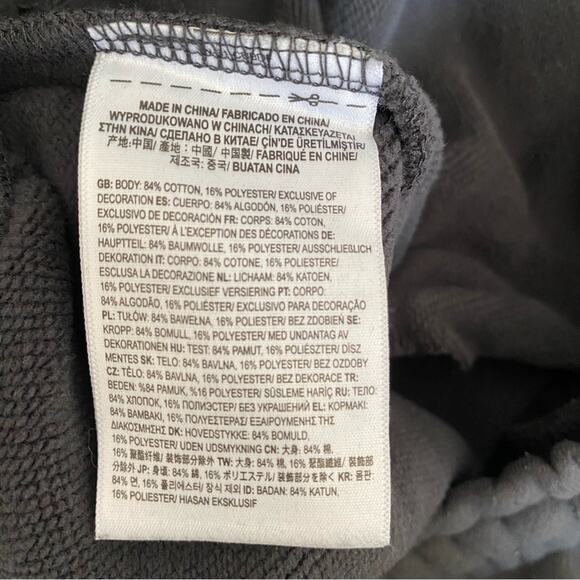 MADE IN CHINA/ FABRICADO EN CHINA/
WYPRODUKOWANO W CHINACH/ ΚΑΤΑΣΚΕΥΑΖΕΤΑΙ
ΣΤΗΝ ΚΙΝΑ/ СДЕЛАНО В КИТАЕ/ ÇİN'DE ÜRETİLMİŞTİR/
产地: 中国/ 產地: 中國/ 中国製/ FABRIQUÉ EN CHINE/
제조국: 중국/ BUATAN CINA
GB: BODY: 84% COTTON, 16% POLYESTER/ EXCLUSIVE OF
DECORATION ES: CUERPO: 84% ALGODÓN, 16% POLIÉSTER/
EXCLUSIVO DE DECORACIÓN FR: CORPS: 84% COTON,
16% POLYESTER/ À L'EXCEPTION DES DÉCORATIONS DE:
HAUPTTEIL: 84% BAUMWOLLE, 16% POLYESTER/ AUSSCHLIEßLICH
DEKORATION IT: CORPO: 84% COTONE, 16% POLIESTERE/
ESCLUSA LA DECORAZIONE NL: LICHAAM: 84% KATOEN,
16% POLYESTER/ EXCLUSIEF VERSIERING PT: CORPO:
84% ALGODÃO, 16% POLIÉSTER/ EXCLUSIVO PARA DECORAÇÃO
PL: TUŁÓW: 84% BAWEŁNA, 16% POLIESTER/ BEZ ZDOBIEŃ SE:
KROPP: 84% BOMULL, 16% POLYESTER/ MED UNDANTAG AV
DEKORATIONEN HU: TEST: 84% PAMUT, 16% POLIÉSZTER/ DÍSZ
MENTES SK: TELO: 84% BAVLNA, 16% POLYESTER/ BEZ OZDOBY
CZ: TĚLO: 84% BAVLNA, 16% POLYESTER/ BEZ DEKORACE TR:
BEDEN: %84 PAMUK, %16 POLYESTER/ SÜSLEME HARİÇ RU: ТЕЛО:
84% ХЛОПОК, 16% ПОЛИЭСТЕР/ БЕЗ УКРАШЕНИЙ EL: ΚΟΡΜΑΚΙ:
84% ΒΑΜΒΑΚΙ, 16% ΠΟΛΥΕΣΤΕΡΑΣ/ ΕΞΑΙΡΟΥΜΕΝΗΣ ΤΗΣ
ΔΙΑΚΟΣΜΗΣΗΣ DK: HOVEDSTYKKE: 84% BOMULD,
16% POLYESTER/ UDEN UDSMYKNING CN: 大身: 84% 棉,
16% 聚酯纤维/ 装饰部分除外 TW: 大身: 84% 棉, 16% 聚酯纖維/ 裝飾部
分除外 JP: 身頃: 84% 綿, 16% ポリエステル/ 装飾部分を除く KR: 몸판:
84% 면, 16% 폴리에스터/ 장식 제외 ID: BADAN: 84% KATUN,
16% POLIESTER/ HIASAN EKSKLUSIF